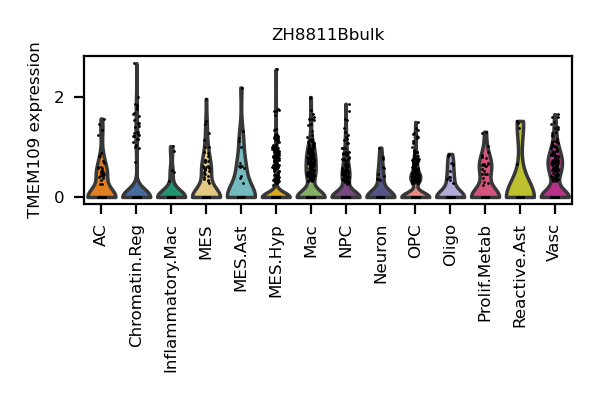 ZH8811Bbulk
TMEM109 expression
2
0
AC
Chromatin.Reg
Inflammatory.Mac
MES
MES.Ast
MES.Hyp
Mac
NPC
Neuron
OPC
Oligo
Prolif.Metab
Reactive.Ast
Vasc